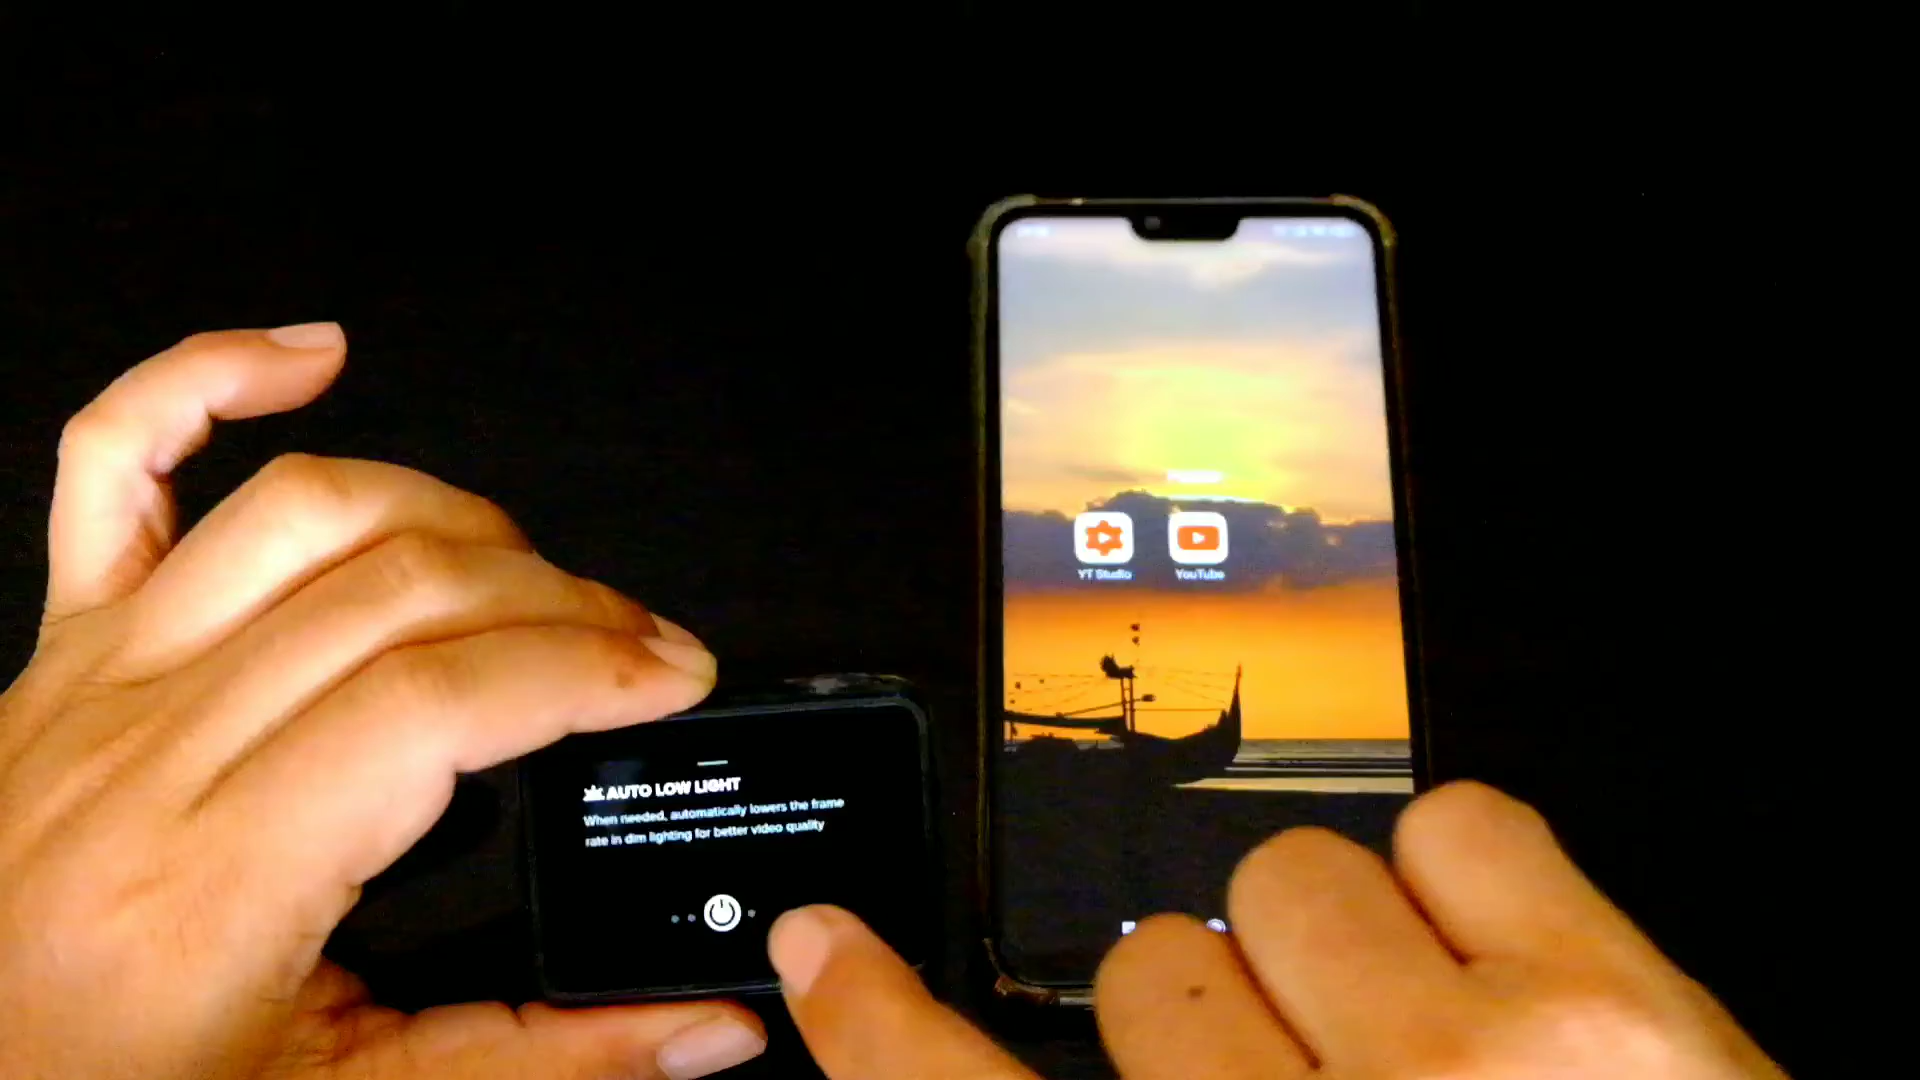 AUTO LOW LIGHT
When needed, automatically lowers the frame
rate in dim lighting for better video quality
YT Studio
YouTube